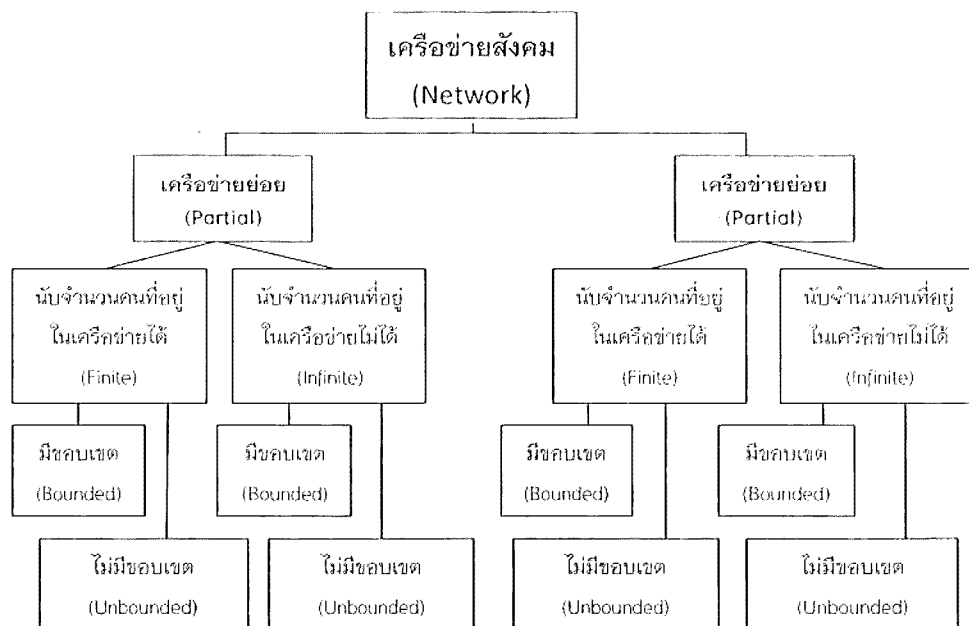 เครือข่ายสังคม
(Network)
เครือข่ายย่อย
(Partial)
เครือข่ายย่อย
(Partial)
นับจำนวนคนที่อยู่
ในเครือข่ายได้
(Finite)
นับจำนวนคนที่อยู่
ในเครือข่ายไม่ได้
(Infinite)
นับจำนวนคนที่อยู่
ในเครือข่ายได้
(Finite)
นับจำนวนคนที่อยู่
ในเครือข่ายไม่ได้
(Infinite)
มีขอบเขต
(Bounded)
มีขอบเขต
(Bounded)
มีขอบเขต
(Bounded)
มีขอบเขต
(Bounded)
ไม่มีขอบเขต
(Unbounded)
ไม่มีขอบเขต
(Unbounded)
ไม่มีขอบเขต
(Unbounded)
ไม่มีขอบเขต
(Unbounded)